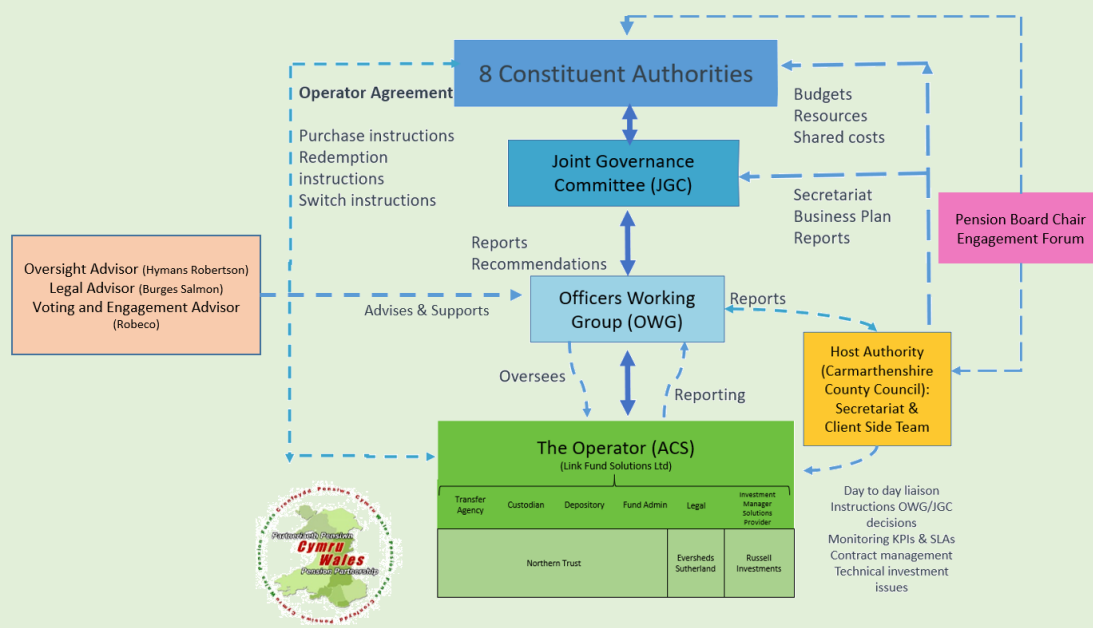 8 Constituent Authorities
Operator Agreement
Purchase instructions
Redemption
instructions
Switch instructions
Budgets
Resources
Shared costs
Joint Governance
Committee (JGC)
Secretariat
Business Plan
Reports
Pension Board Chair
Engagement Forum
Oversight Advisor (Hymans Robertson)
Legal Advisor (Burges Salmon)
Voting and Engagement Advisor
(Robeco)
Advises & Supports
Reports
Recommendations
Officers Working
Group (OWG)
Reports
Host Authority
(Carmarthenshire
County Council):
Secretariat &
Client Side Team
Oversees
Reporting
The Operator (ACS)
(Link Fund Solutions Ltd)
Transfer
Agency
Custodian
Depository
Fund Admin
Legal
Investment
Manager
Solutions
Provider
Northern Trust
Eversheds
Sutherland
Russell
Investments
Day to day liaison
Instructions OWG/JGC
decisions
Monitoring KPIs & SLAs
Contract management
Technical investment
issues
Partneriaeth Pensiwn
Cymru
Wales
Pension Partnership